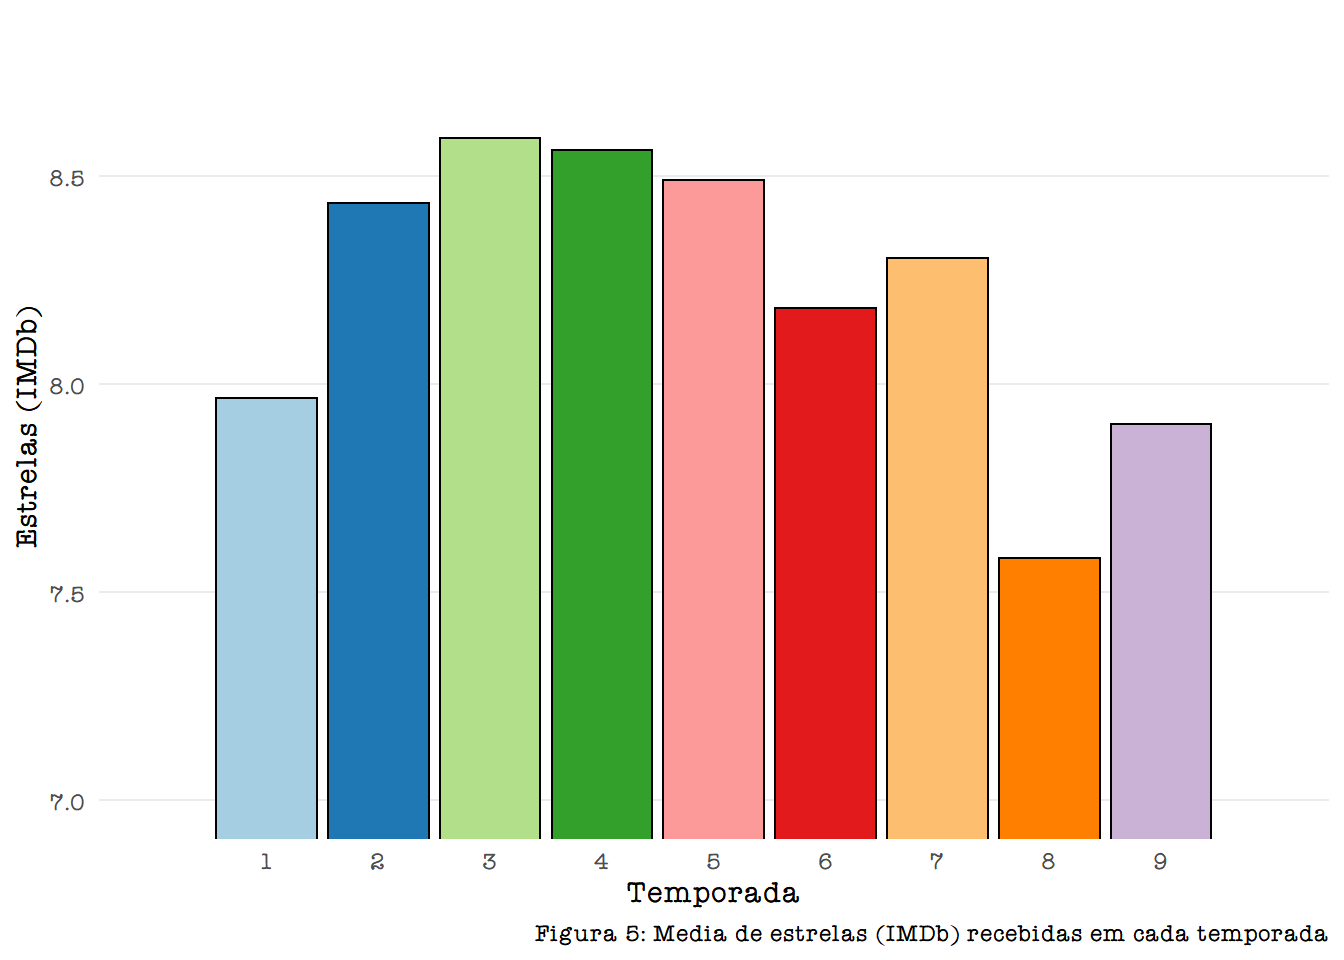 8.5
8.0
7.5
7.0
Estrelas (IMDb)
1 2 3 4 5 6 7 8 9
Temporada
Figura 5: Media de estrelas (IMDb) recebidas em cada temporada